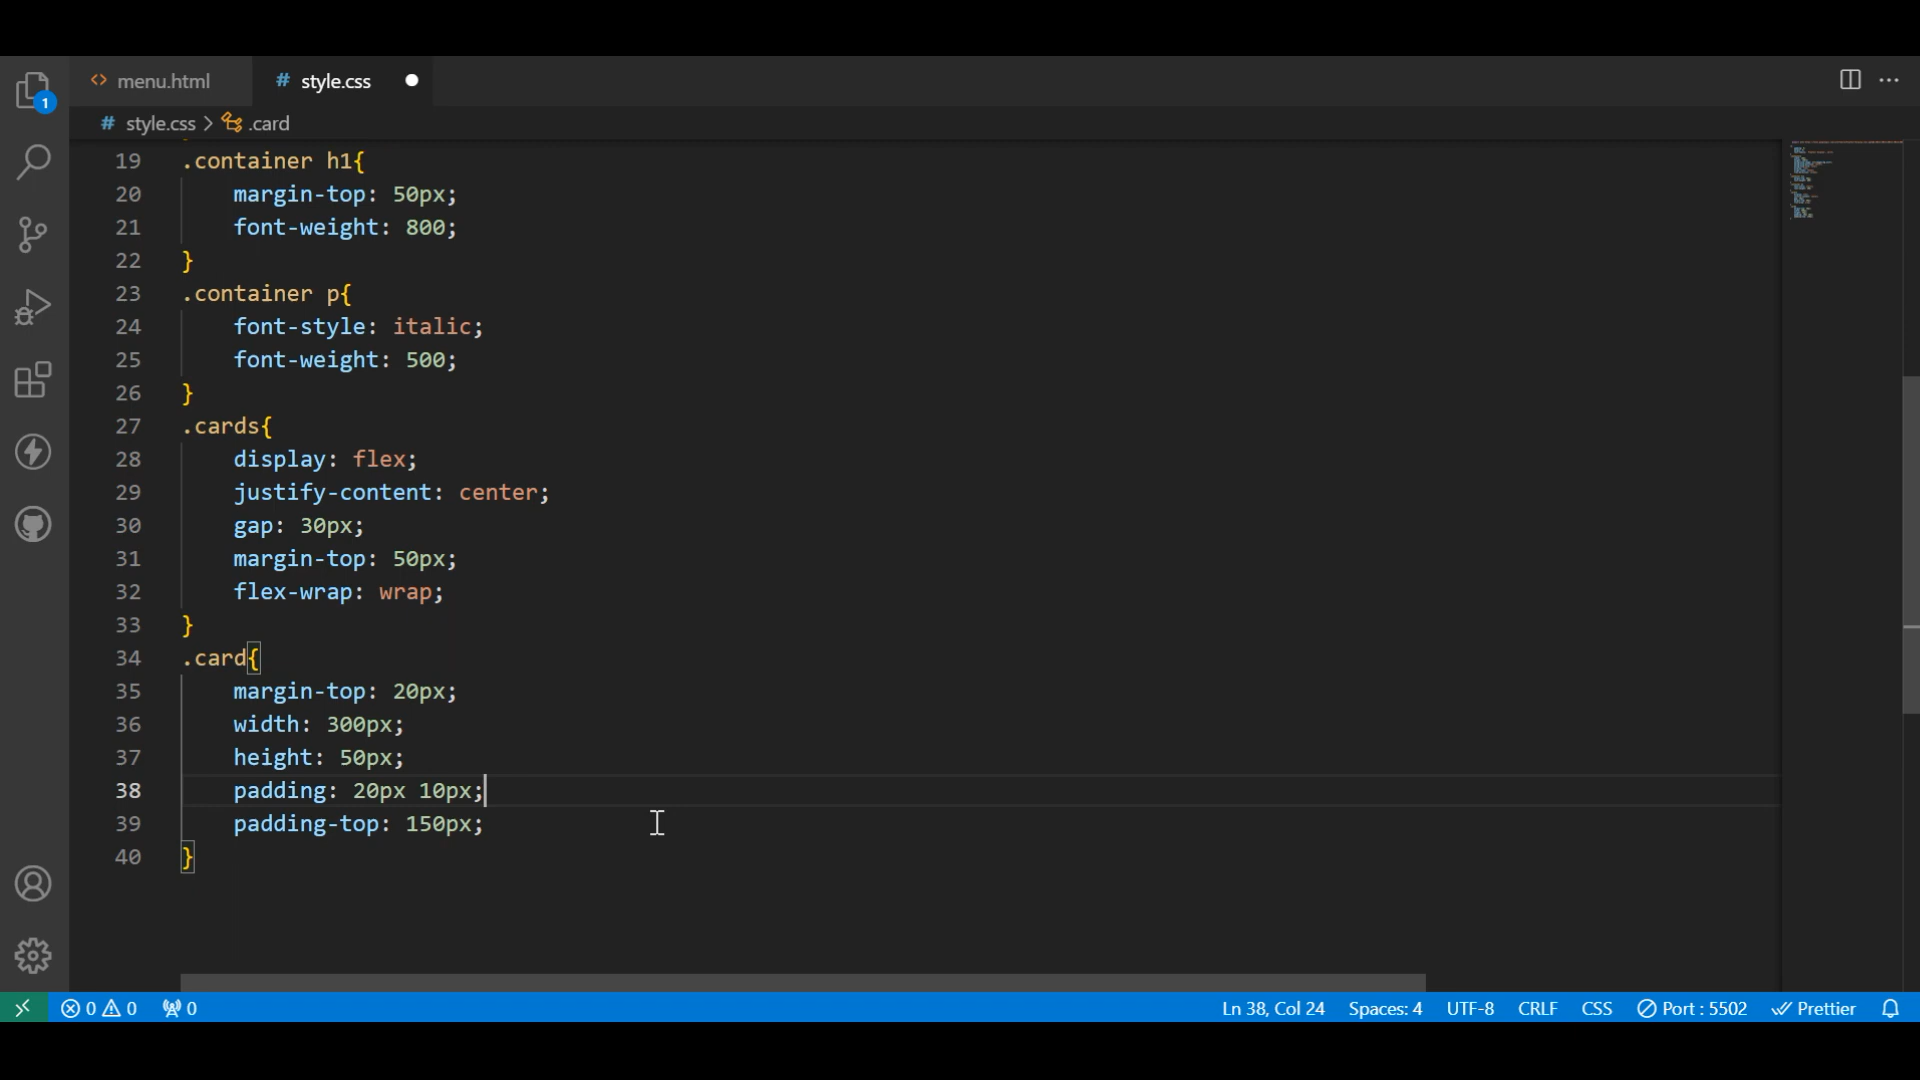 menu.html
# style.css
# style.css > .card
1
19 .container h1{
20 margin-top: 50px;
21 font-weight: 800;
22 }
23 .container p{
24 font-style: italic;
25 font-weight: 500;
26 }
27 .cards{
28 display: flex;
29 justify-content: center;
30 gap: 30px;
31 margin-top: 50px;
32 flex-wrap: wrap;
33 }
34 .card{
35 margin-top: 20px;
36 width: 300px;
37 height: 50px;
38 padding: 20px 10px;
39 padding-top: 150px;
40 }
0 0 0 Ln 38, Col 24 Spaces: 4 UTF-8 CRLF CSS Port : 5502 Prettier